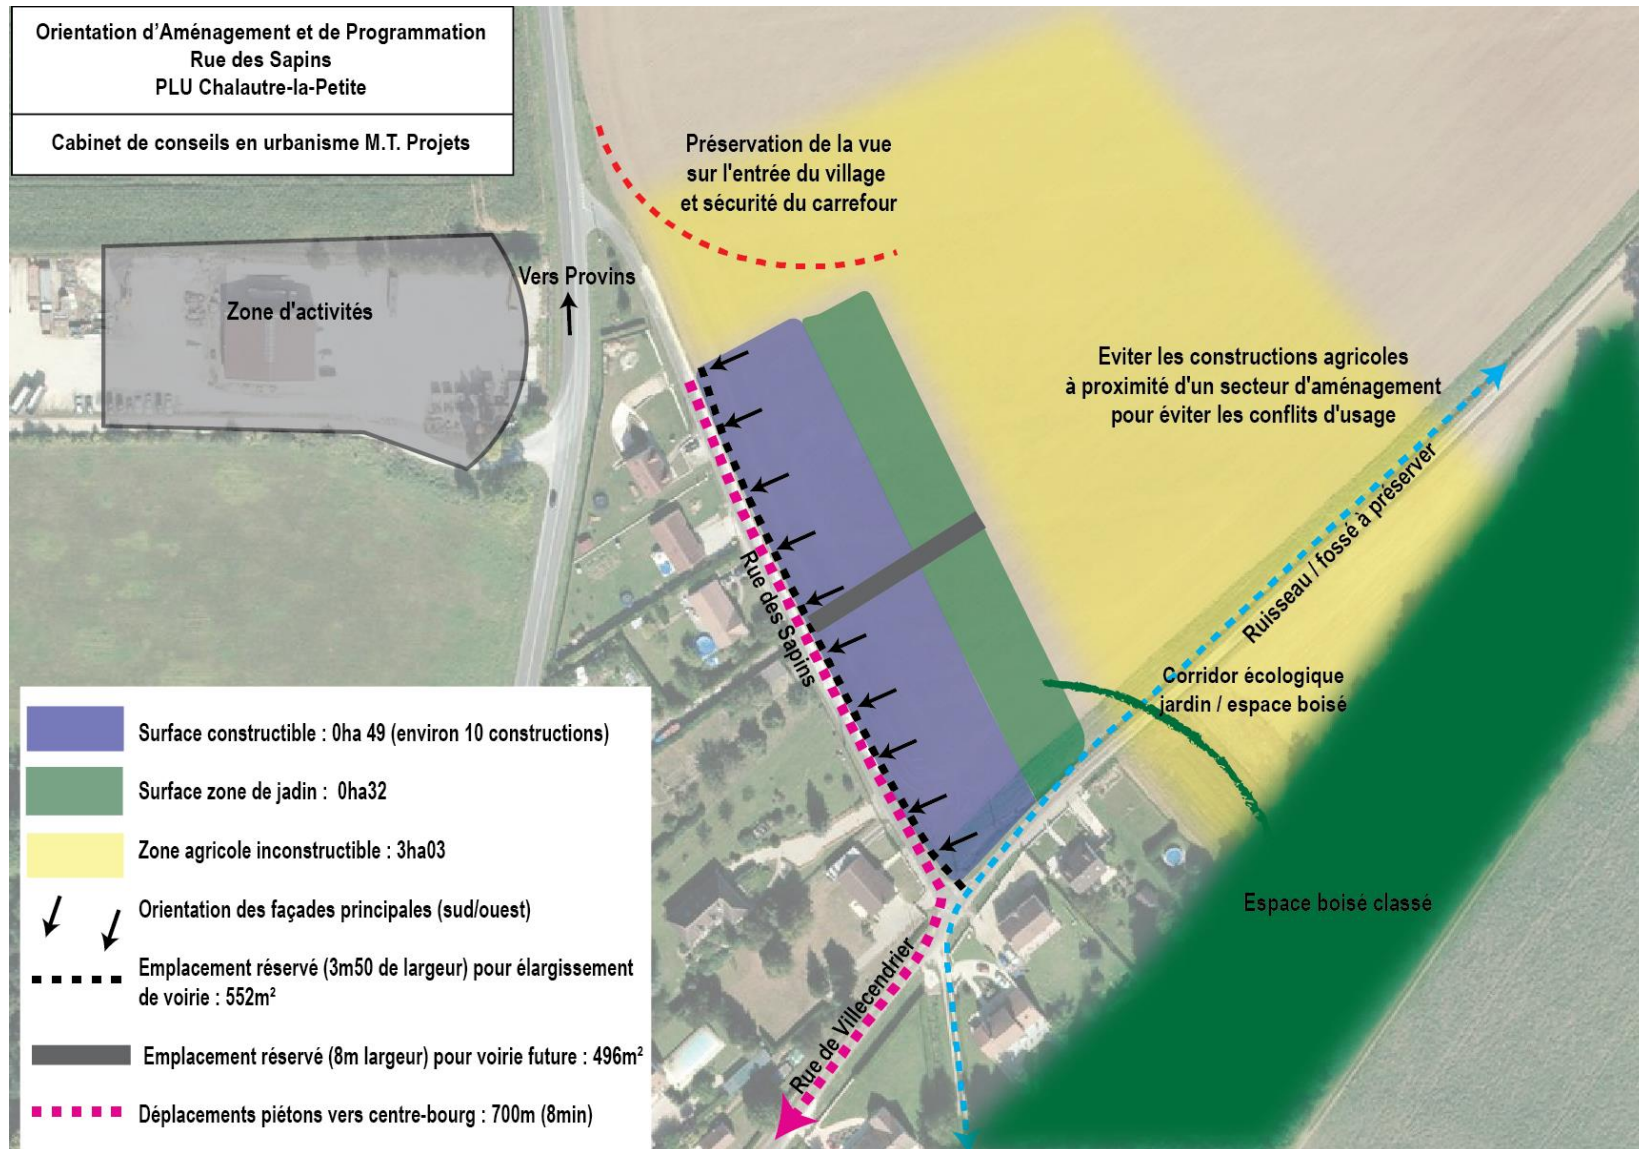 Orientation d'Aménagement et de Programmation
Rue des Sapins
PLU Chalautre-la-Petite
Cabinet de conseils en urbanisme M.T. Projets
Préservation de la vue
sur l'entrée du village
et sécurité du carrefour
Vers Provins
Zone d'activités
Eviter les constructions agricoles
à proximité d'un secteur d'aménagement
pour éviter les conflits d'usage
Ruisseau / fossé à préserver
Rue des Sapins
Corridor écologique
jardin / espace boisé
Espace boisé classé
Rue de Villecendrier
Surface constructible : 0ha 49 (environ 10 constructions)
Surface zone de jadin : 0ha32
Zone agricole inconstructible : 3ha03
Orientation des façades principales (sud/ouest)
Emplacement réservé (3m50 de largeur) pour élargissement
de voirie : 552m²
Emplacement réservé (8m largeur) pour voirie future : 496m²
Déplacements piétons vers centre-bourg : 700m (8min)